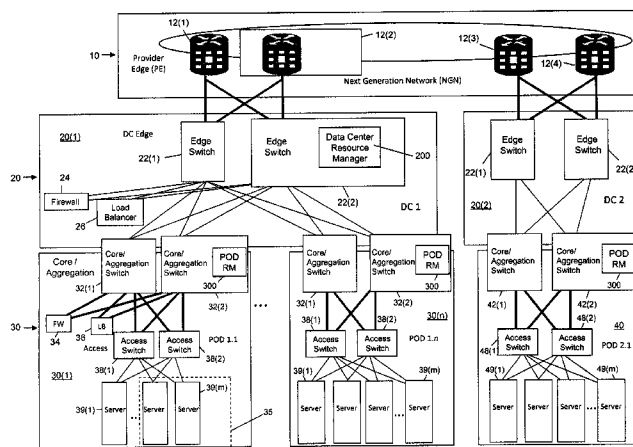 12(1)
12(2)
12(3)
12(4)
10
Provider
Edge (PE)
Next Generation Network (NGN)
20(1)
DC Edge
Edge
Switch
22(1)
Edge
Switch
Data Center
Resource
Manager
200
22(2)
DC 1
20
24
Firewall
Load
Balancer
26
Edge
Switch
Edge
Switch
22(1)
22(2
20(2)
DC 2
Core /
Aggregation
Core/
Aggregation
Switch
Core/
Aggregation
Switch
POD
RM
300
32(1)
32(2)
...
Core/
Aggregation
Switch
Core/
Aggregation
Switch
POD
RM
300
32(1)
32(2)
30(n)
Core/
Aggregation
Switch
Core/
Aggregation
Switch
POD
RM
300
42(1)
42(2)
30
FW
34
LB
36
Access
Access
Switch
Access
Switch
38(1)
38(2)
POD 1.1
30(1)
38(1)
38(2)
Access
Switch
Access
Switch
POD 1.n
48(2)
40
Access
Switch
Access
Switch
48(1)
POD 2.1
39(1)
Server
...
Server
Server
39(m)
35
39(1)
39(m)
Server
Server
Server
...
Server
49(1)
49(m)
Server
Server
Server
...
Server